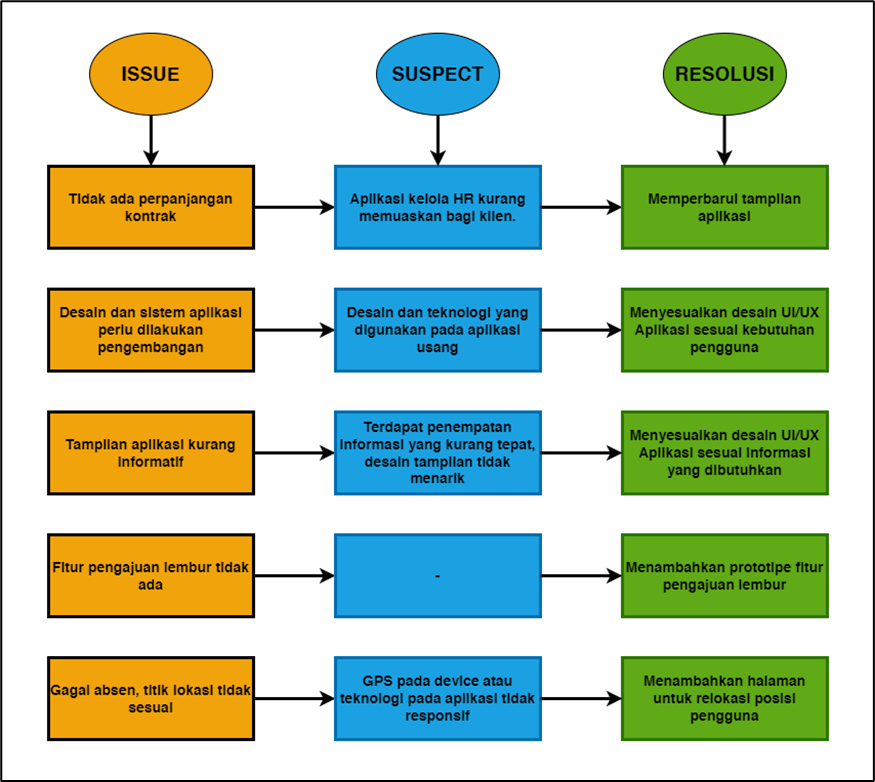 ISSUE
SUSPECT
RESOLUSI
Tidak ada perpanjangan
kontrak
Aplikasi kelola HR kurang
memuaskan bagi klien.
Memperbarui tampilan
aplikasi
Desain dan sistem aplikasi
perlu dilakukan
pengembangan
Desain dan teknologi yang
digunakan pada aplikasi
usang
Menyesuaikan desain UI/UX
Aplikasi sesuai kebutuhan
pengguna
Tampilan aplikasi kurang
informatif
Terdapat penempatan
informasi yang kurang tepat,
desain tampilan tidak
menarik
Menyesuaikan desain UI/UX
Aplikasi sesuai informasi
yang dibutuhkan
Fitur pengajuan lembur tidak
ada
-
Menambahkan prototipe fitur
pengajuan lembur
Gagal absen, titik lokasi tidak
sesuai
GPS pada device atau
teknologi pada aplikasi tidak
responsif
Menambahkan halaman
untuk relokasi posisi
pengguna